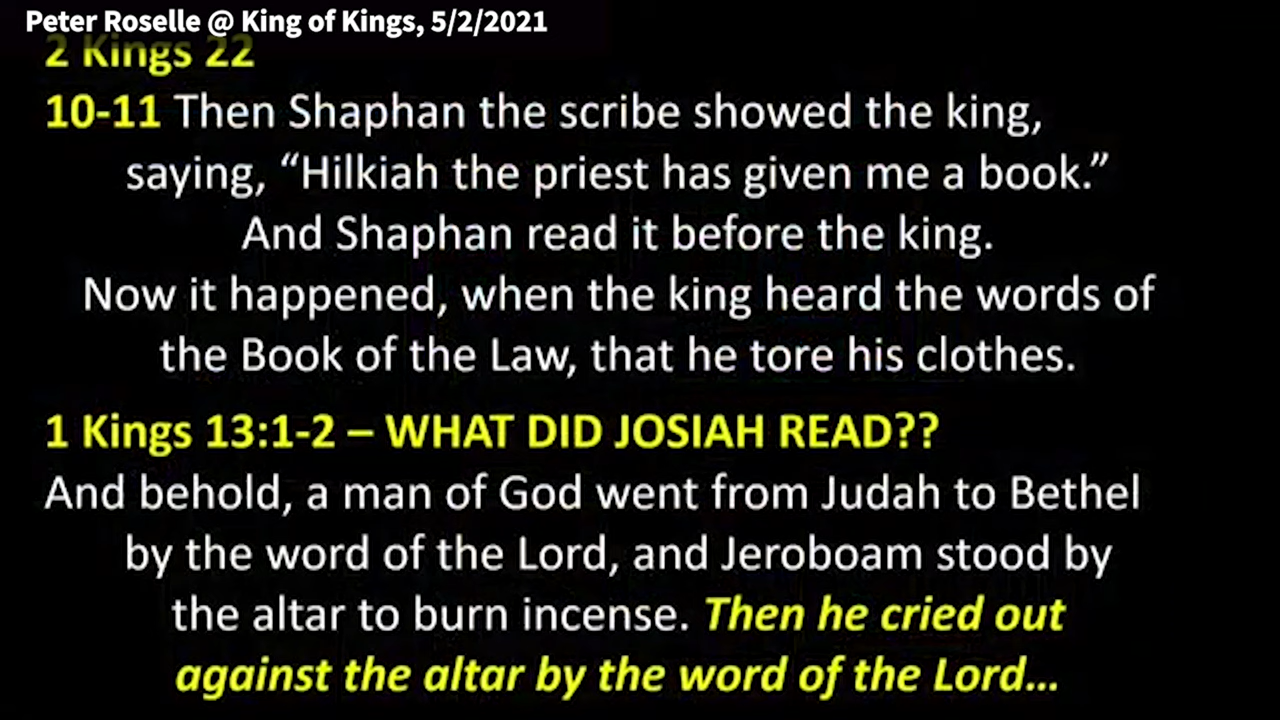 Peter Roselle @ King of Kings, 5/2/2021
2 Kings 22
10-11 Then Shaphan the scribe showed the king,
saying, “Hilkiah the priest has given me a book.”
And Shaphan read it before the king.
Now it happened, when the king heard the words of
the Book of the Law, that he tore his clothes.
1 Kings 13:1-2 – WHAT DID JOSIAH READ??
And behold, a man of God went from Judah to Bethel
by the word of the Lord, and Jeroboam stood by
the altar to burn incense. Then he cried out
against the altar by the word of the Lord...